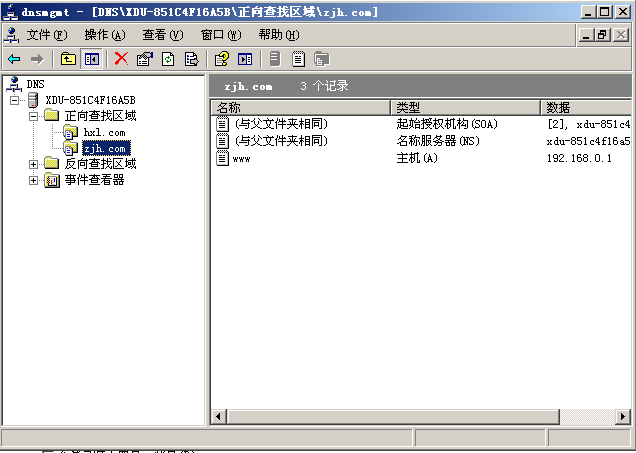 dnsmgmt - [DNS\XDU-851C4F16A5B\正向查找区域\zjh.com]
文件(F) 操作(A) 查看(V) 窗口(W) 帮助(H)
DNS
XDU-851C4F16A5B
正向查找区域
hxl.com
zjh.com
反向查找区域
事件查看器
zjh.com 3 个记录
名称 类型 数据
(与父文件夹相同) 起始授权机构(SOA) [2], xdu-851c4
(与父文件夹相同) 名称服务器(NS) xdu-851c4f16a5
www 主机(A) 192.168.0.1